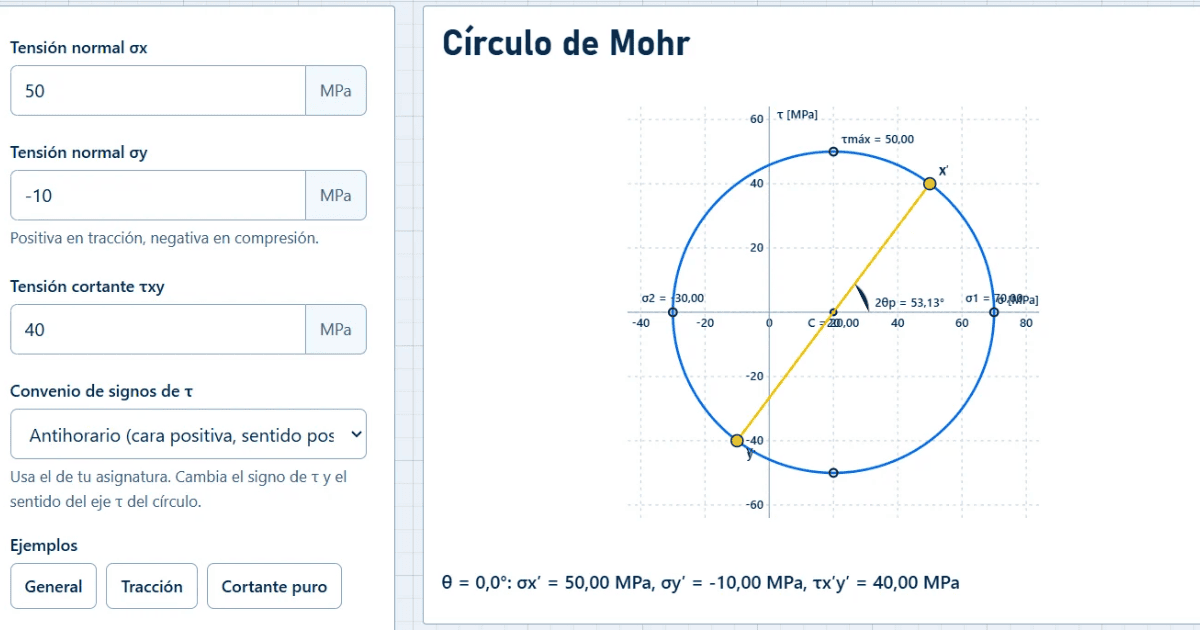 Tensión normal σx
50 MPa
Tensión normal σy
-10 MPa
Positiva en tracción, negativa en compresión.
Tensión cortante τxy
40 MPa
Convenio de signos de τ
Antihorario (cara positiva, sentido pos
Usa el de tu asignatura. Cambia el signo de τ y el
sentido del eje τ del círculo.
Ejemplos
General Tracción Cortante puro
Círculo de Mohr
60 τ [MPa]
τmáx = 50,00
x′
40
20
2θp = 53,13°
σ2 = -30,00
σ1 = 70,00
σ [MPa]
-40 -20 0 20 40 60 80
C = 20,00
-20
-40
y′
-60
θ = 0,0°: σx′ = 50,00 MPa, σy′ = -10,00 MPa, τx′y′ = 40,00 MPa